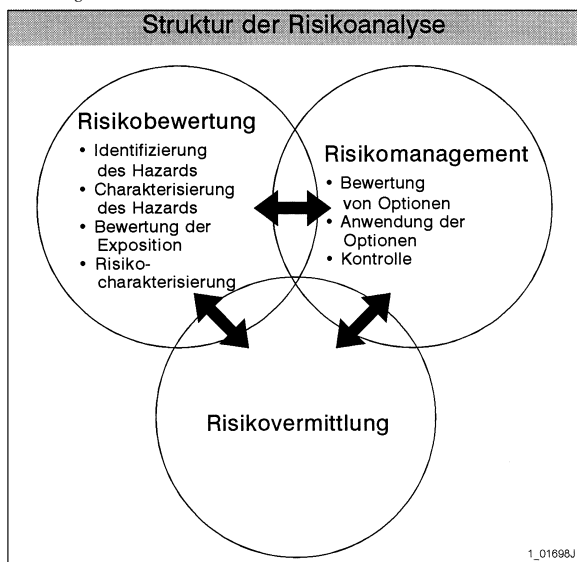 Struktur der Risikoanalyse
Risikobewertung
• Identifizierung
des Hazards
• Charakterisierung
des Hazards
• Bewertung der
Exposition
• Risiko-
charakterisierung
Risikomanagement
• Bewertung
von Optionen
• Anwendung der
Optionen
• Kontrolle
Risikovermittlung
1_01698J